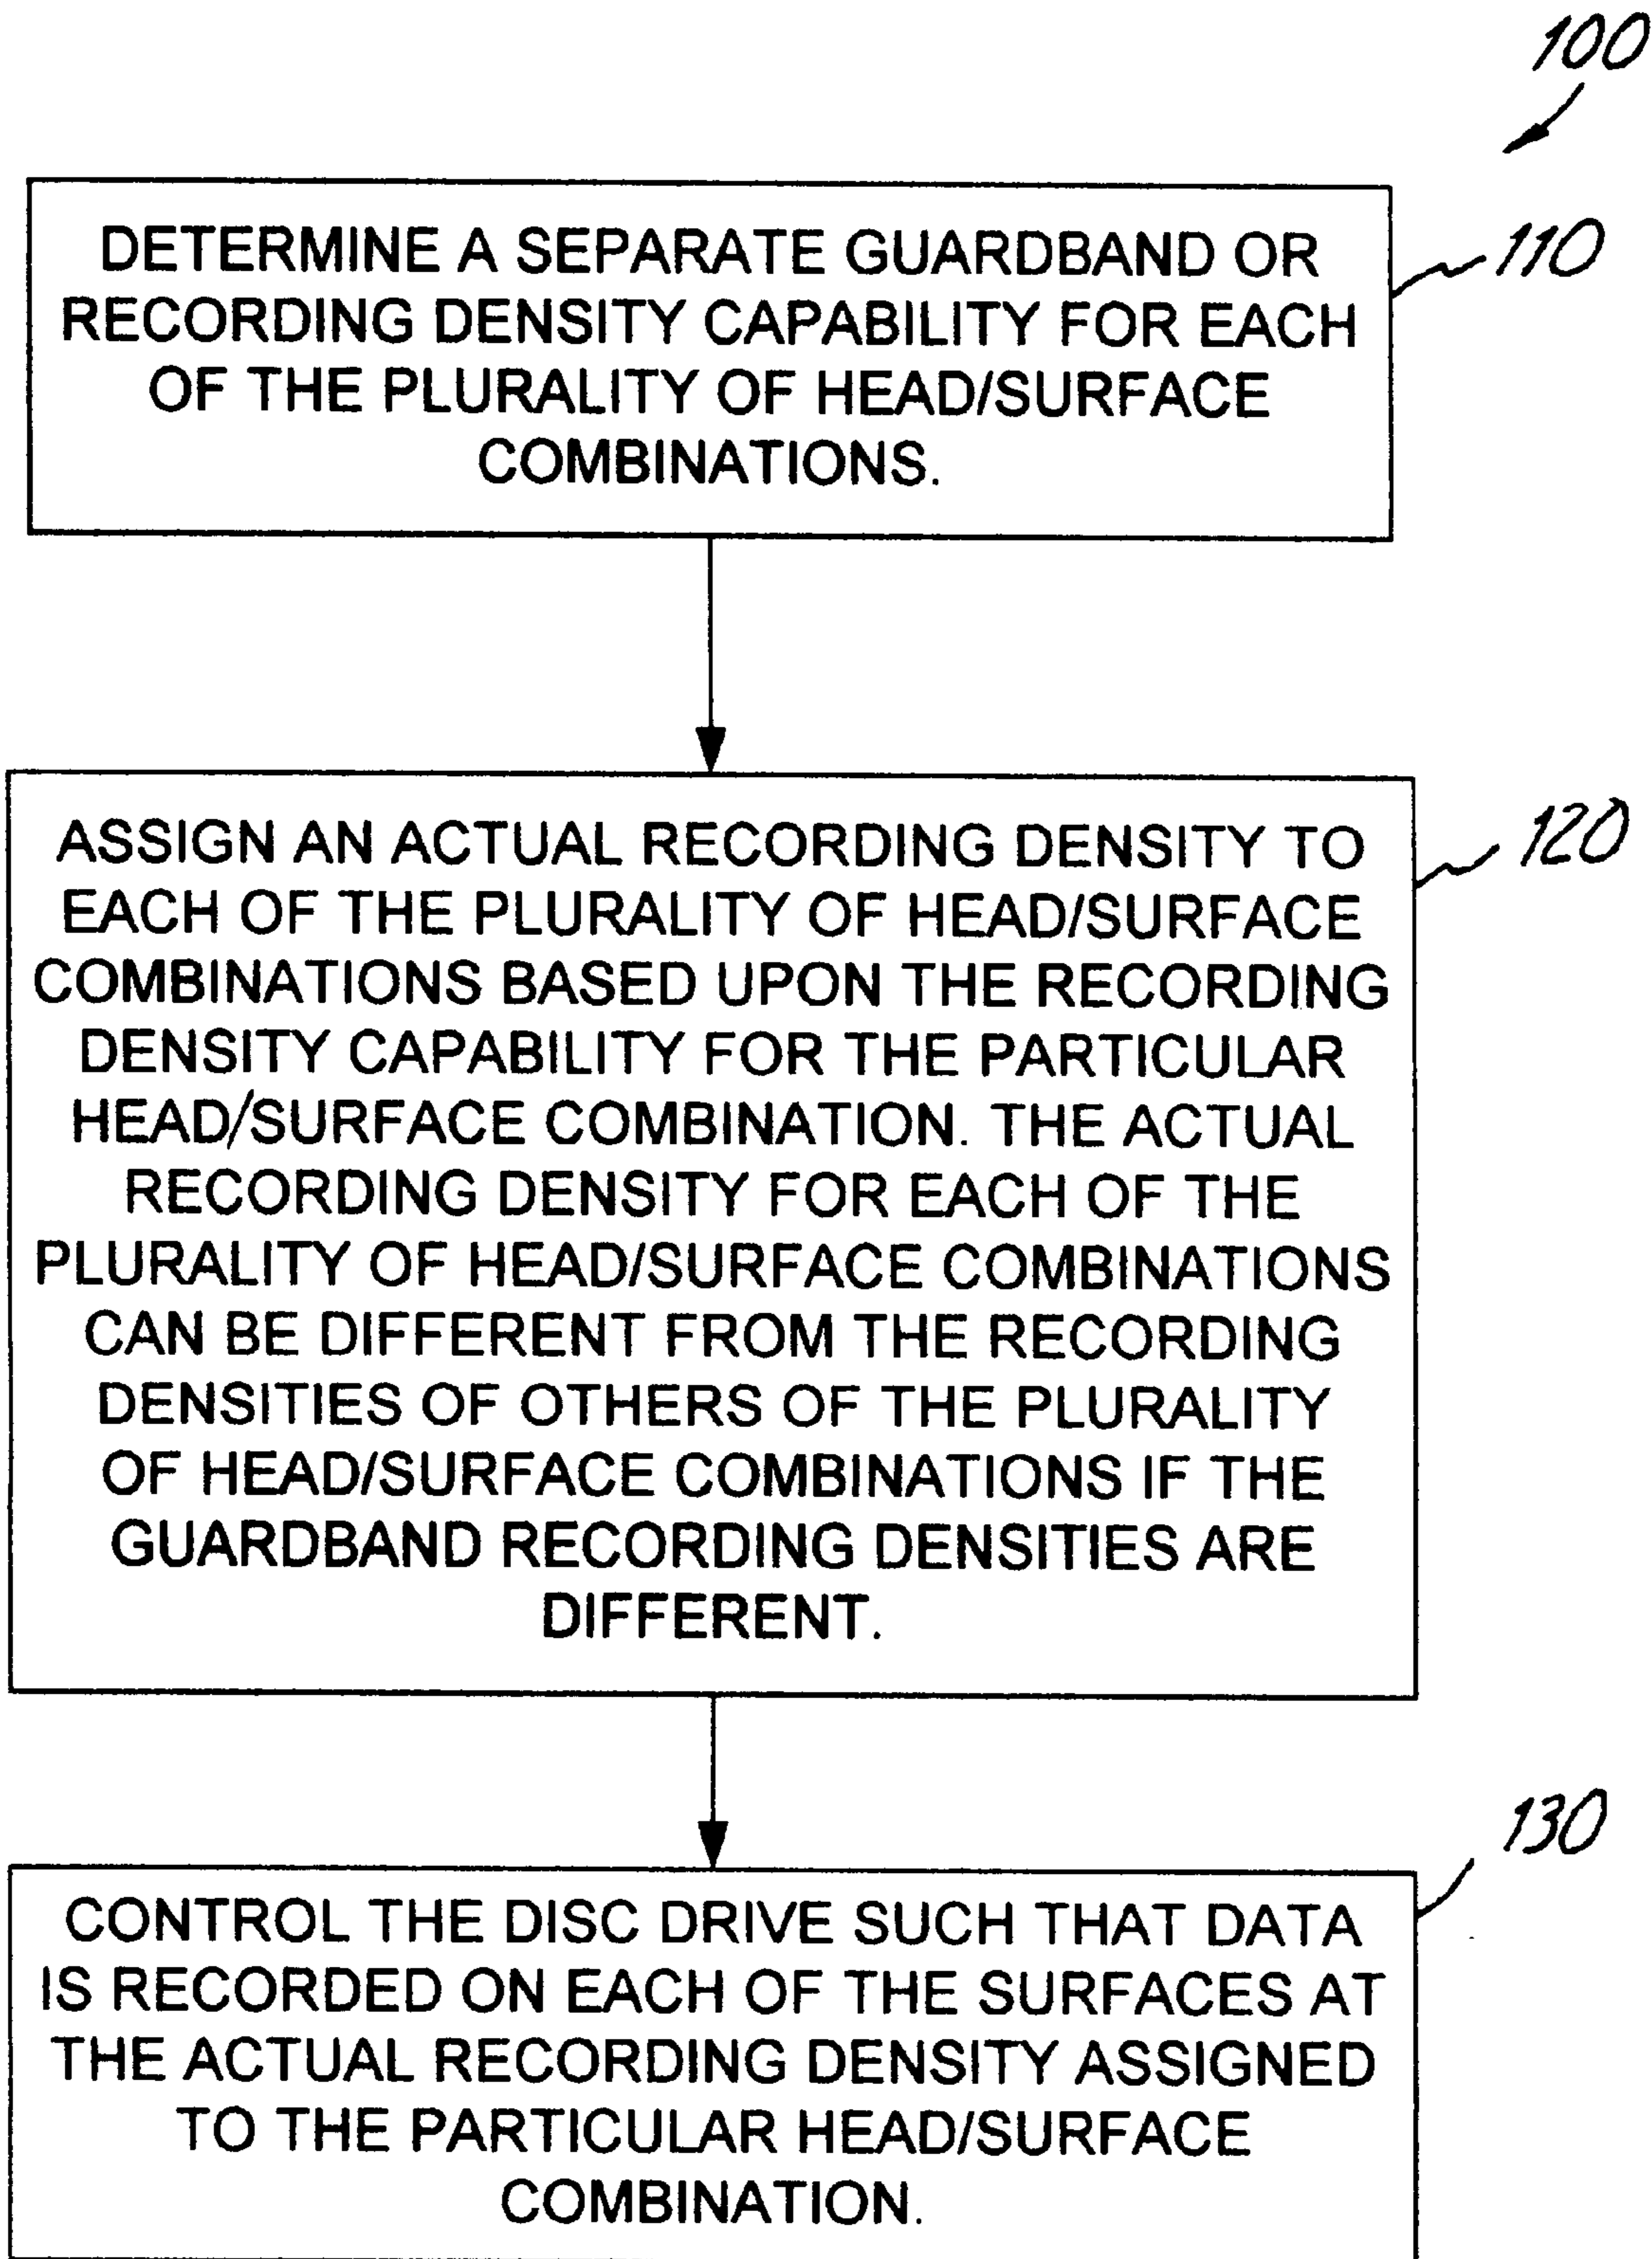 100
DETERMINE A SEPARATE GUARDBAND OR
RECORDING DENSITY CAPABILITY FOR EACH
OF THE PLURALITY OF HEAD/SURFACE
COMBINATIONS.
110
ASSIGN AN ACTUAL RECORDING DENSITY TO
EACH OF THE PLURALITY OF HEAD/SURFACE
COMBINATIONS BASED UPON THE RECORDING
DENSITY CAPABILITY FOR THE PARTICULAR
HEAD/SURFACE COMBINATION. THE ACTUAL
RECORDING DENSITY FOR EACH OF THE
PLURALITY OF HEAD/SURFACE COMBINATIONS
CAN BE DIFFERENT FROM THE RECORDING
DENSITIES OF OTHERS OF THE PLURALITY
OF HEAD/SURFACE COMBINATIONS IF THE
GUARDBAND RECORDING DENSITIES ARE
DIFFERENT.
120
CONTROL THE DISC DRIVE SUCH THAT DATA
IS RECORDED ON EACH OF THE SURFACES AT
THE ACTUAL RECORDING DENSITY ASSIGNED
TO THE PARTICULAR HEAD/SURFACE
COMBINATION.
130